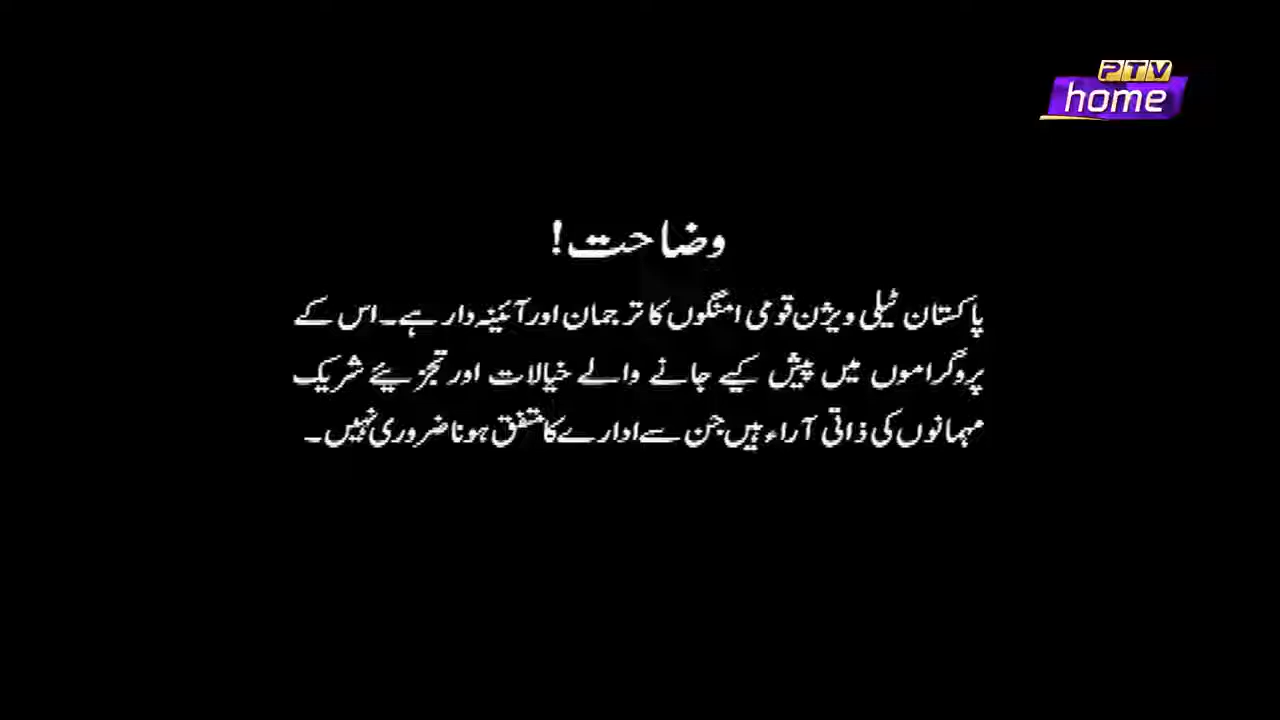 PTV
home
وضاحت!
پاکستان ٹیلی ویژن قومی امنگوں کا ترجمان اور آئینہ دار ہے۔ اس کے
پروگراموں میں پیش کیے جانے والے خیالات اور تجزیئے شریک
مہمانوں کی ذاتی آراء ہیں جن سے ادارے کا متفق ہونا ضروری نہیں۔